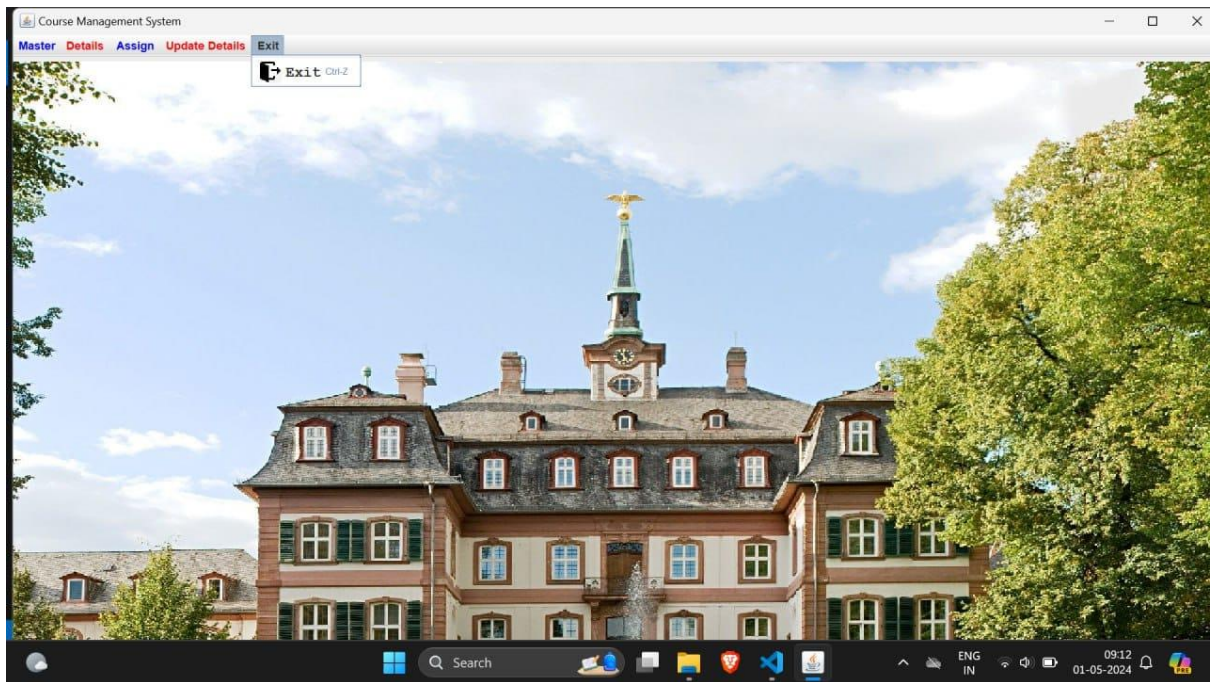 Course Management System
Master Details Assign Update Details Exit
Exit Ctrl-Z
Search
ENG
IN
09:12
01-05-2024
PRE